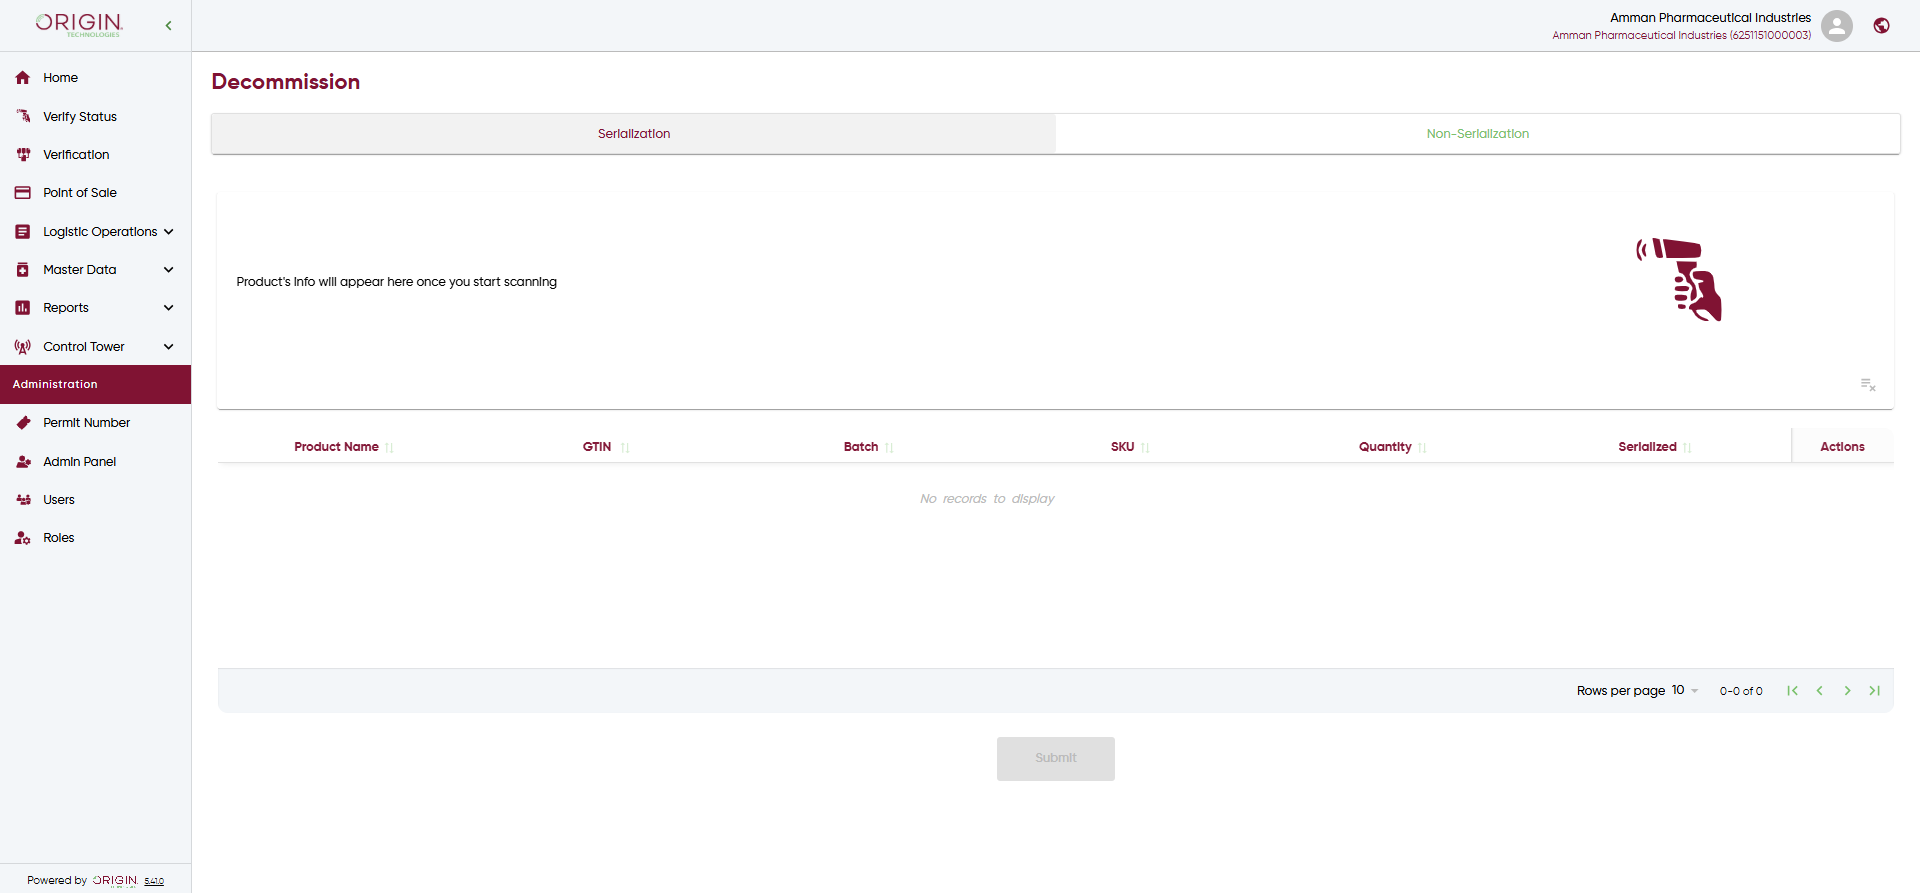 ORIGIN
TECHNOLOGIES
Amman Pharmaceutical Industries
Amman Pharmaceutical Industries (6251151000003)
Home
Verify Status
Verification
Point of Sale
Logistic Operations
Master Data
Reports
Control Tower
Administration
Permit Number
Admin Panel
Users
Roles
Powered by ORIGIN 5.41.0
Decommission
Serialization Non-Serialization
Product's info will appear here once you start scanning
Product Name GTIN Batch SKU Quantity Serialized Actions
No records to display
Rows per page 10 0-0 of 0
Submit